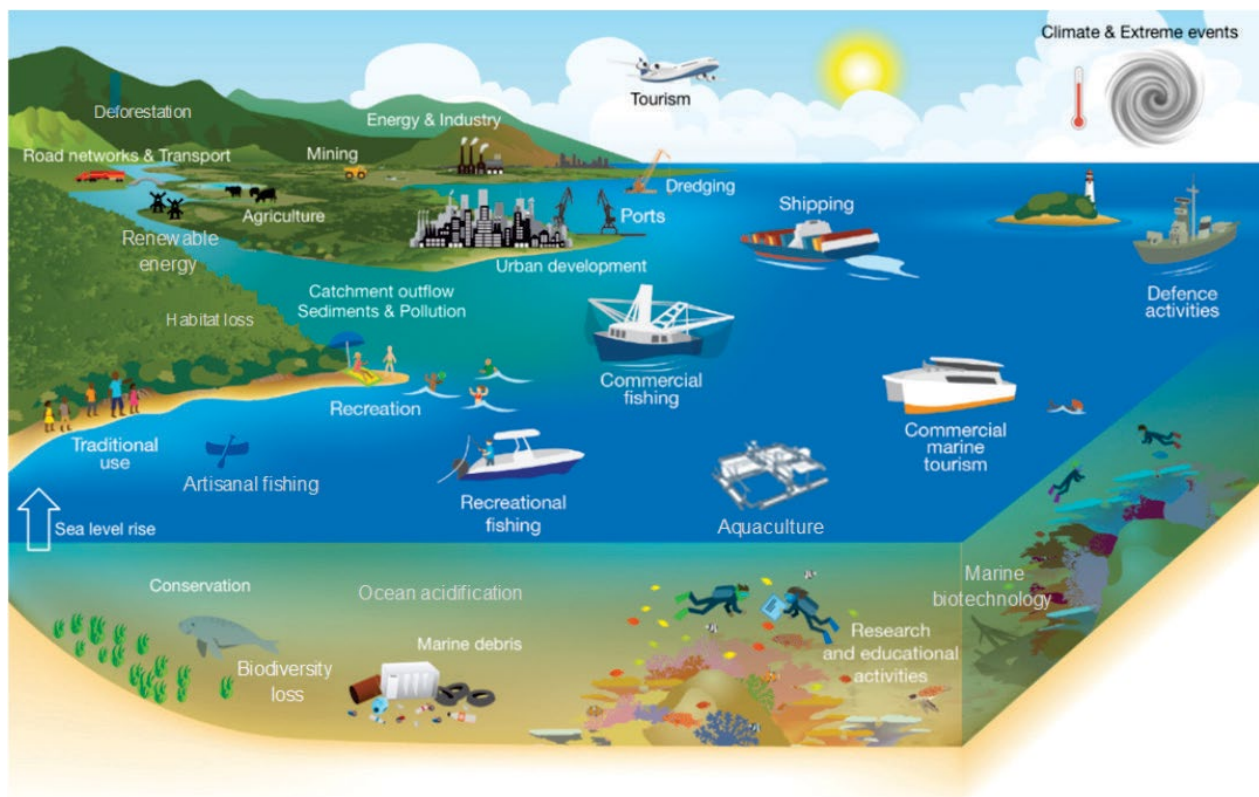 Climate & Extreme events
Tourism
Deforestation
Energy & Industry
Road networks & Transport
Mining
Dredging
Agriculture
Ports
Shipping
Renewable
energy
Urban development
Catchment outflow
Sediments & Pollution
Defence
activities
Habitat loss
Commercial
fishing
Recreation
Traditional
use
Commercial
marine
tourism
Artisanal fishing
Recreational
fishing
Aquaculture
Sea level rise
Conservation
Ocean acidification
Marine
biotechnology
Marine debris
Biodiversity
loss
Research
and educational
activities